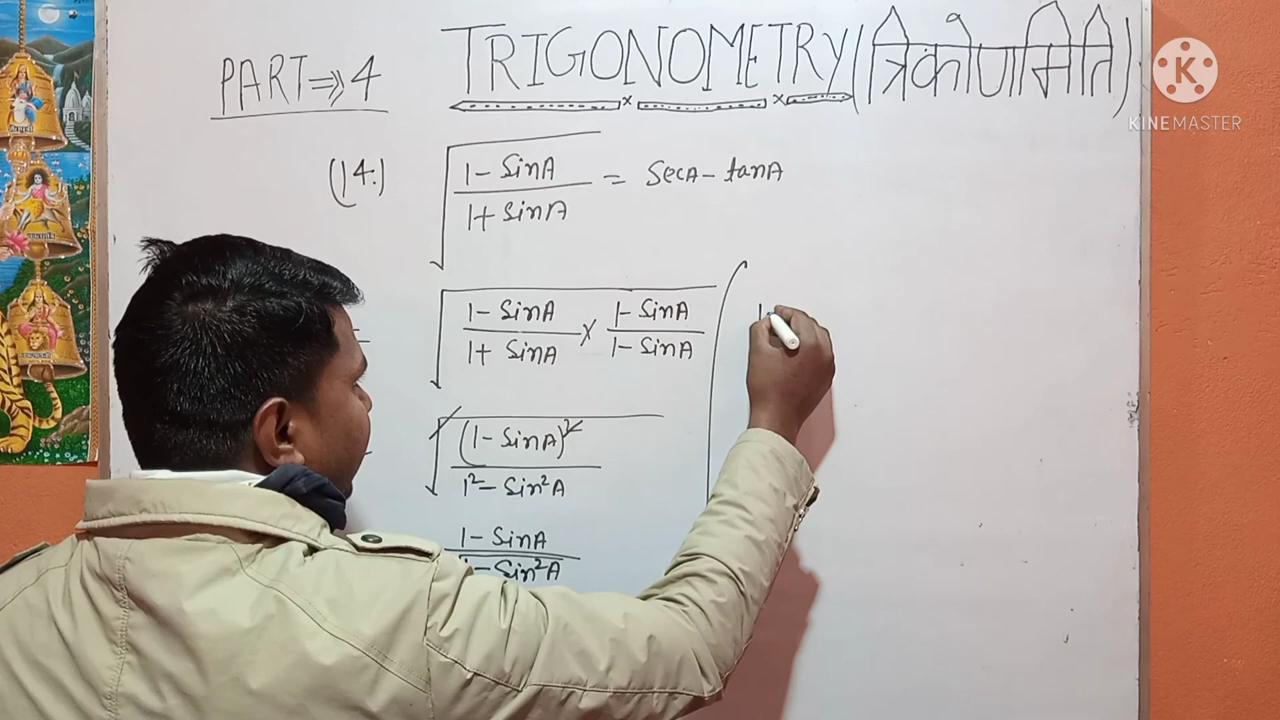 PART ⇒ 4
TRIGONOMETRY (त्रिकोणमिति)
KINEMASTER
(14.) √(1 - SinA / 1 + SinA) = SecA - tanA
√(1 - SinA / 1 + SinA × 1 - SinA / 1 - SinA)
√((1 - SinA)² / 1² - Sin²A)
1 - SinA
- Sin²A